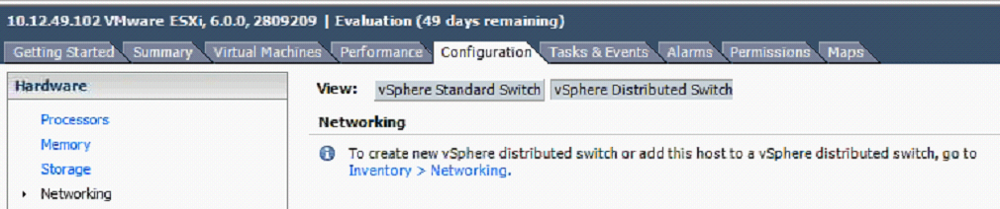 10.12.49.102 VMware ESXi, 6.0.0, 2809209 | Evaluation (49 days remaining)
Getting Started Summary Virtual Machines Performance Configuration Tasks & Events Alarms Permissions Maps
Hardware
Processors
Memory
Storage
Networking
View: vSphere Standard Switch vSphere Distributed Switch
Networking
To create new vSphere distributed switch or add this host to a vSphere distributed switch, go to
Inventory > Networking.